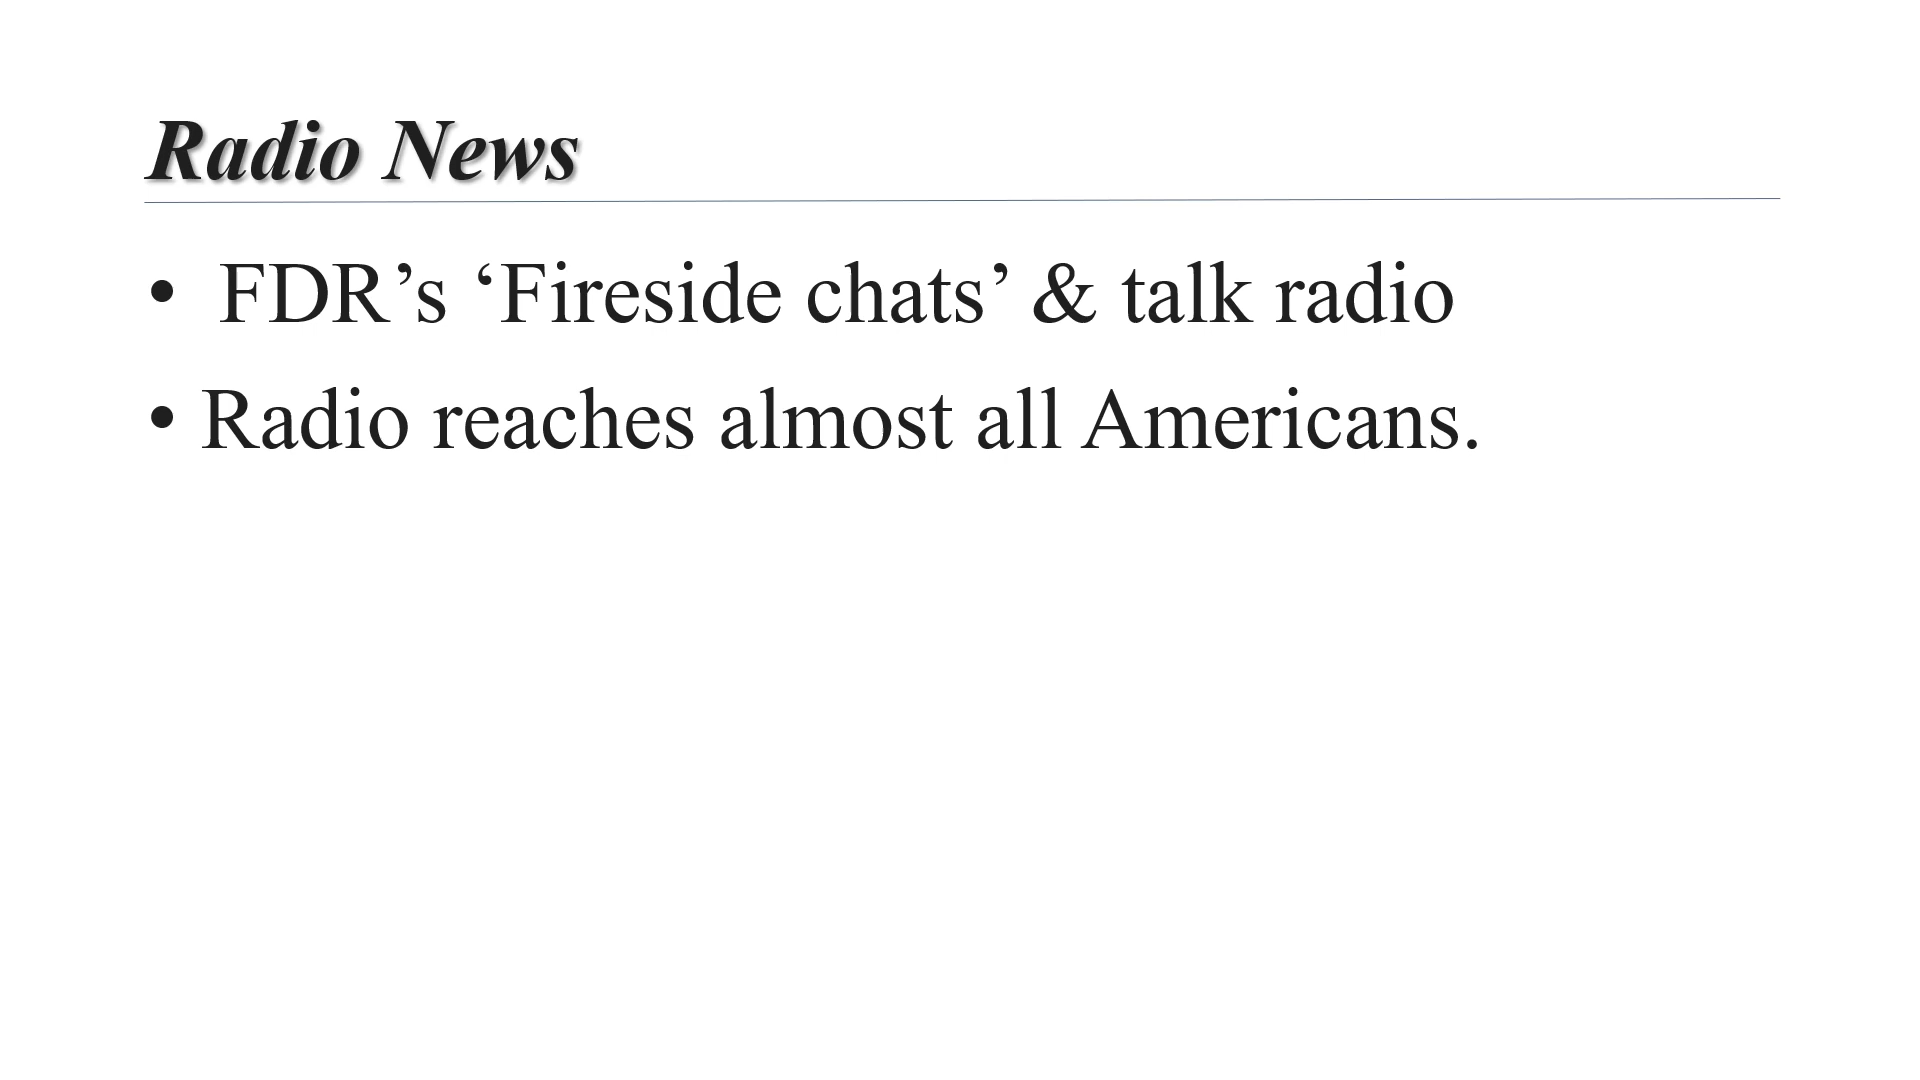 Radio News
• FDR’s ‘Fireside chats’ & talk radio
• Radio reaches almost all Americans.